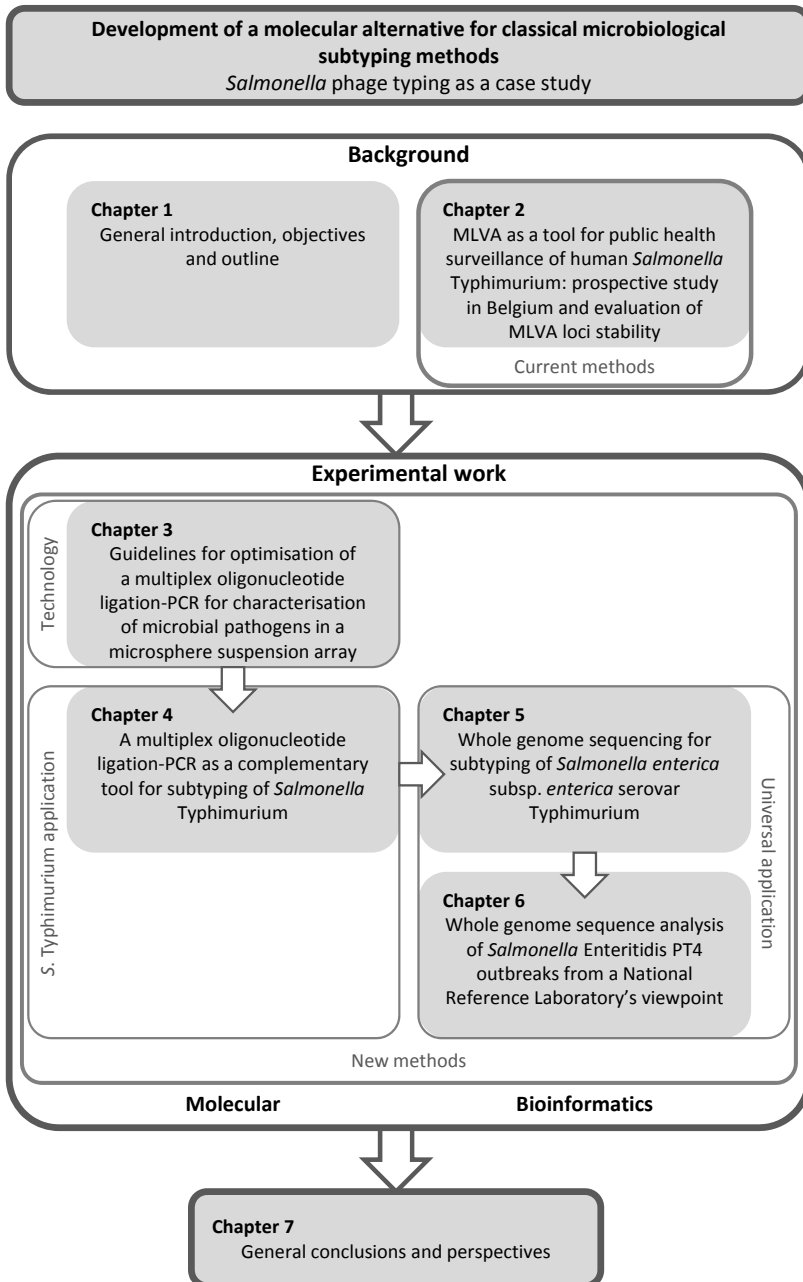 Development of a molecular alternative for classical microbiological
subtyping methods
Salmonella phage typing as a case study
Background
Chapter 1
General introduction, objectives
and outline
Chapter 2
MLVA as a tool for public health
surveillance of human Salmonella
Typhimurium: prospective study
in Belgium and evaluation of
MLVA loci stability
Current methods
Experimental work
Technology
Chapter 3
Guidelines for optimisation of
a multiplex oligonucleotide
ligation-PCR for characterisation
of microbial pathogens in a
microsphere suspension array
S. Typhimurium application
Chapter 4
A multiplex oligonucleotide
ligation-PCR as a complementary
tool for subtyping of Salmonella
Typhimurium
Chapter 5
Whole genome sequencing for
subtyping of Salmonella enterica
subsp. enterica serovar
Typhimurium
Universal application
Chapter 6
Whole genome sequence analysis
of Salmonella Enteritidis PT4
outbreaks from a National
Reference Laboratory's viewpoint
New methods
Molecular
Bioinformatics
Chapter 7
General conclusions and perspectives